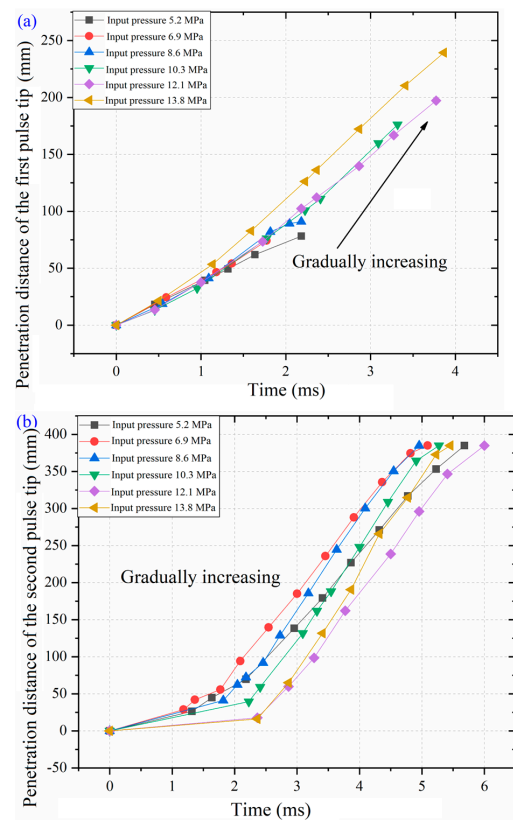 (a)
Input pressure 5.2 MPa
Input pressure 6.9 MPa
Input pressure 8.6 MPa
Input pressure 10.3 MPa
Input pressure 12.1 MPa
Input pressure 13.8 MPa
Penetration distance of the first pulse tip (mm)
250
200
150
100
50
0
Gradually increasing
0 1 2 3 4
Time (ms)
(b)
Input pressure 5.2 MPa
Input pressure 6.9 MPa
Input pressure 8.6 MPa
Input pressure 10.3 MPa
Input pressure 12.1 MPa
Input pressure 13.8 MPa
Penetration distance of the second pulse tip (mm)
400
350
300
250
200
150
100
50
0
-50
Gradually increasing
0 1 2 3 4 5 6
Time (ms)